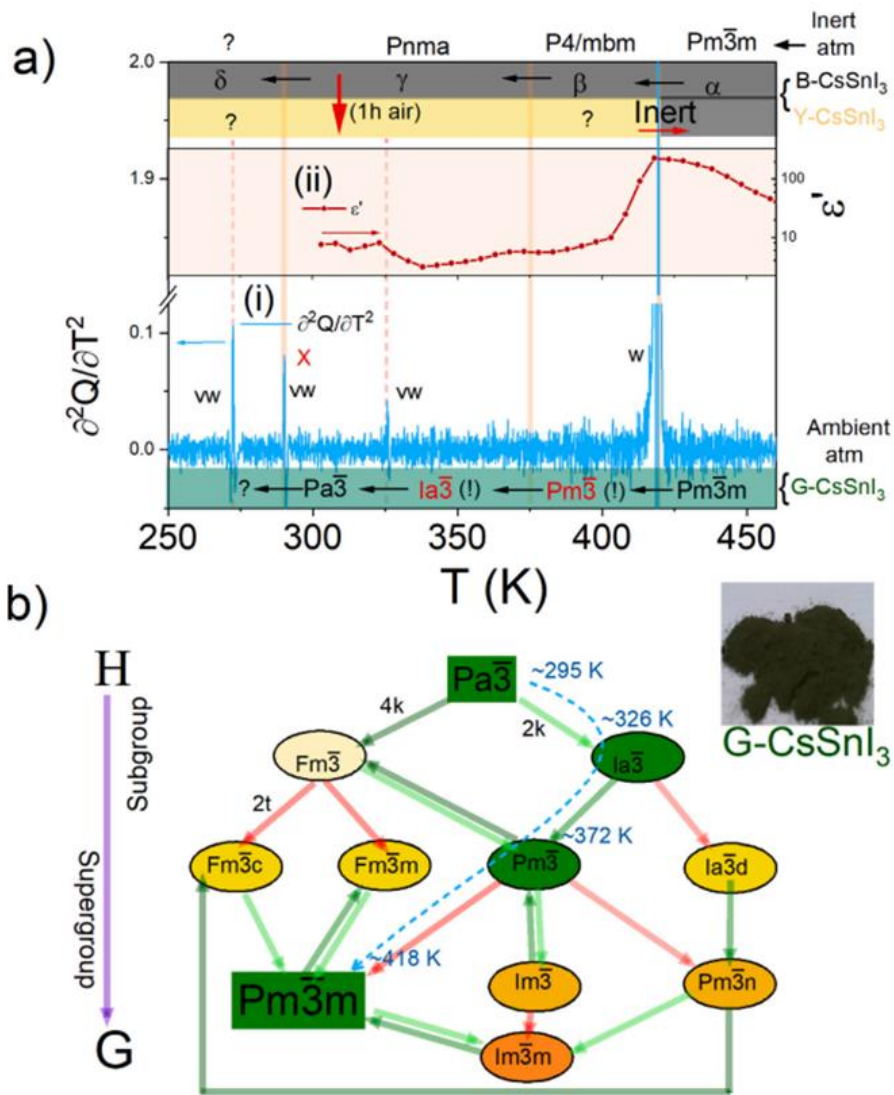 a)
? Pnma P4/mbm Pm3̅m Inert atm
2.0
δ γ β α B-CsSnI₃
(1h air) Inert
? ? Y-CsSnI₃
1.9
(ii)
ε'
100
10
ε'
(i)
∂²Q/∂T²
X
vw vw vw w
0.1
0.0
∂²Q/∂T²
Ambient atm
? Pa3̅ Ia3̅ (!) Pm3̅ (!) Pm3̅m G-CsSnI₃
250 300 350 400 450
T (K)
b)
H
Subgroup
Supergroup
G
Pa3̅ ~295 K
4k 2k ~326 K
G-CsSnI₃
Fm3̅ Ia3̅
2t ~372 K
Fm3̅c Fm3̅m Pm3̅ Ia3̅d
~418 K
Pm3̅m Im3̅ Pm3̅n
Im3̅m